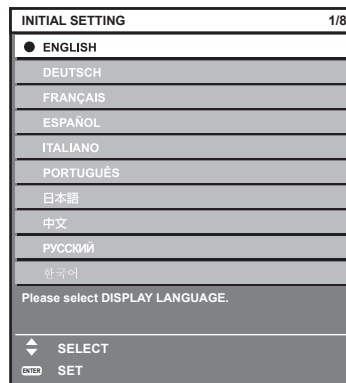 INITIAL SETTING 1/8
ENGLISH
DEUTSCH
FRANÇAIS
ESPAÑOL
ITALIANO
PORTUGUÊS
日本語
中文
РУССКИЙ
한국어
Please select DISPLAY LANGUAGE.
SELECT
ENTER SET